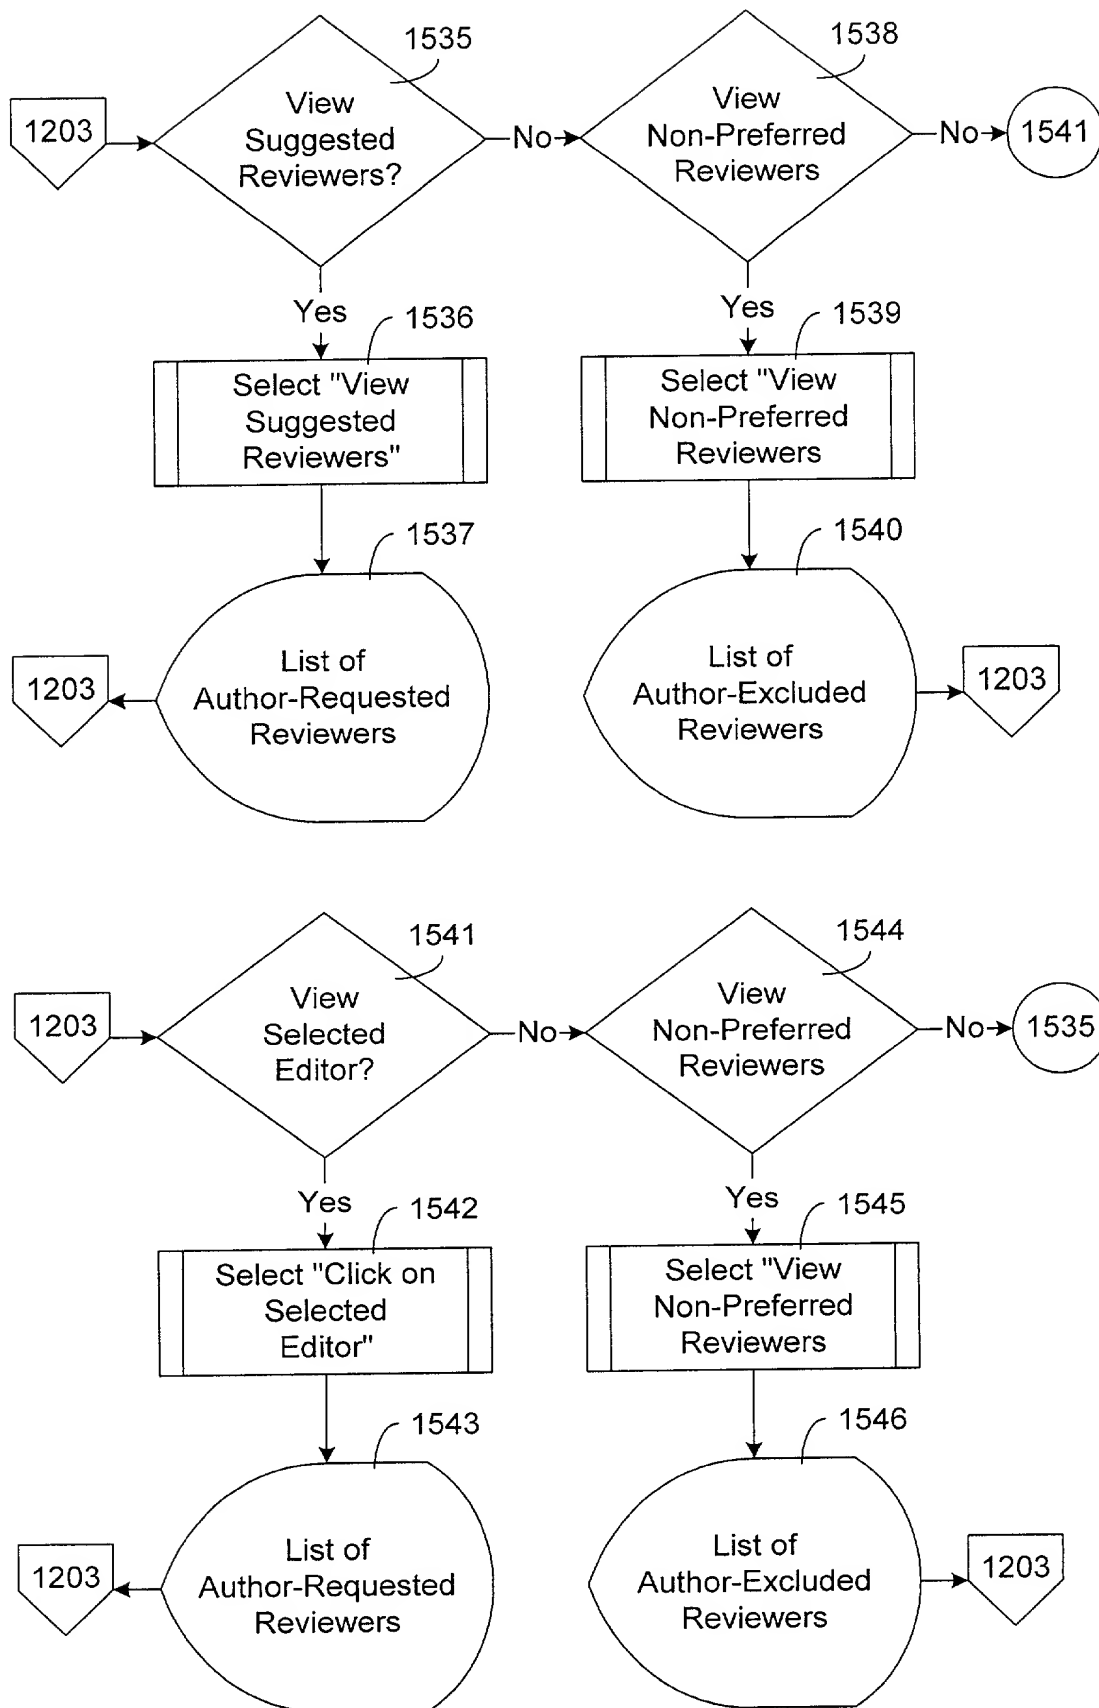 1535
1538
1203
View
Suggested
Reviewers?
No
View
Non-Preferred
Reviewers
No
1541
Yes
1536
Yes
1539
Select "View
Suggested
Reviewers"
Select "View
Non-Preferred
Reviewers
1537
1540
1203
List of
Author-Requested
Reviewers
List of
Author-Excluded
Reviewers
1203
1541
1544
1203
View
Selected
Editor?
No
View
Non-Preferred
Reviewers
No
1535
Yes
1542
Yes
1545
Select "Click on
Selected
Editor"
Select "View
Non-Preferred
Reviewers
1543
1546
1203
List of
Author-Requested
Reviewers
List of
Author-Excluded
Reviewers
1203